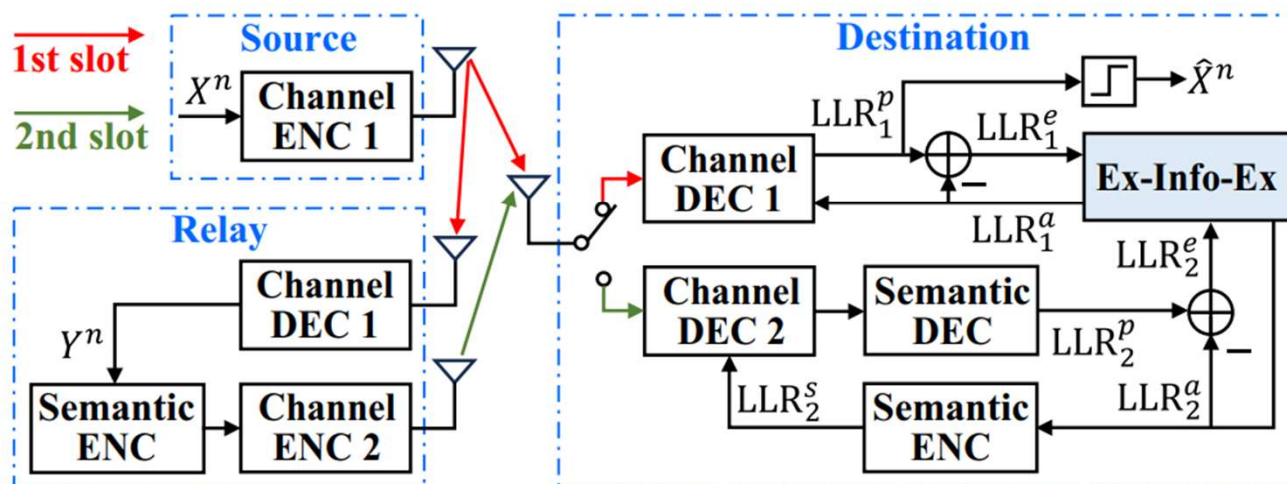 1st slot
2nd slot
Source
X^n
Channel
ENC 1
Relay
Channel
DEC 1
Y^n
Semantic
ENC
Channel
ENC 2
Destination
LLR_1^p
X̂^n
LLR_1^e
Channel
DEC 1
Ex-Info-Ex
LLR_1^a
LLR_2^e
Channel
DEC 2
Semantic
DEC
LLR_2^p
LLR_2^s
Semantic
ENC
LLR_2^a